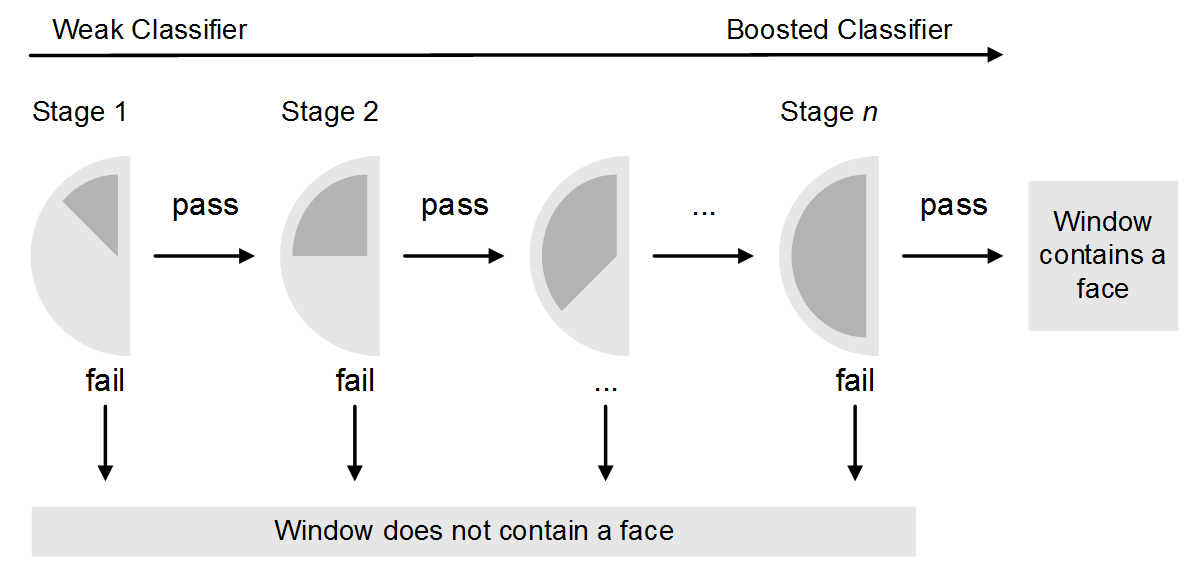 Weak Classifier
Boosted Classifier
Stage 1
Stage 2
Stage n
pass
pass
...
pass
Window
contains a
face
fail
fail
...
fail
Window does not contain a face